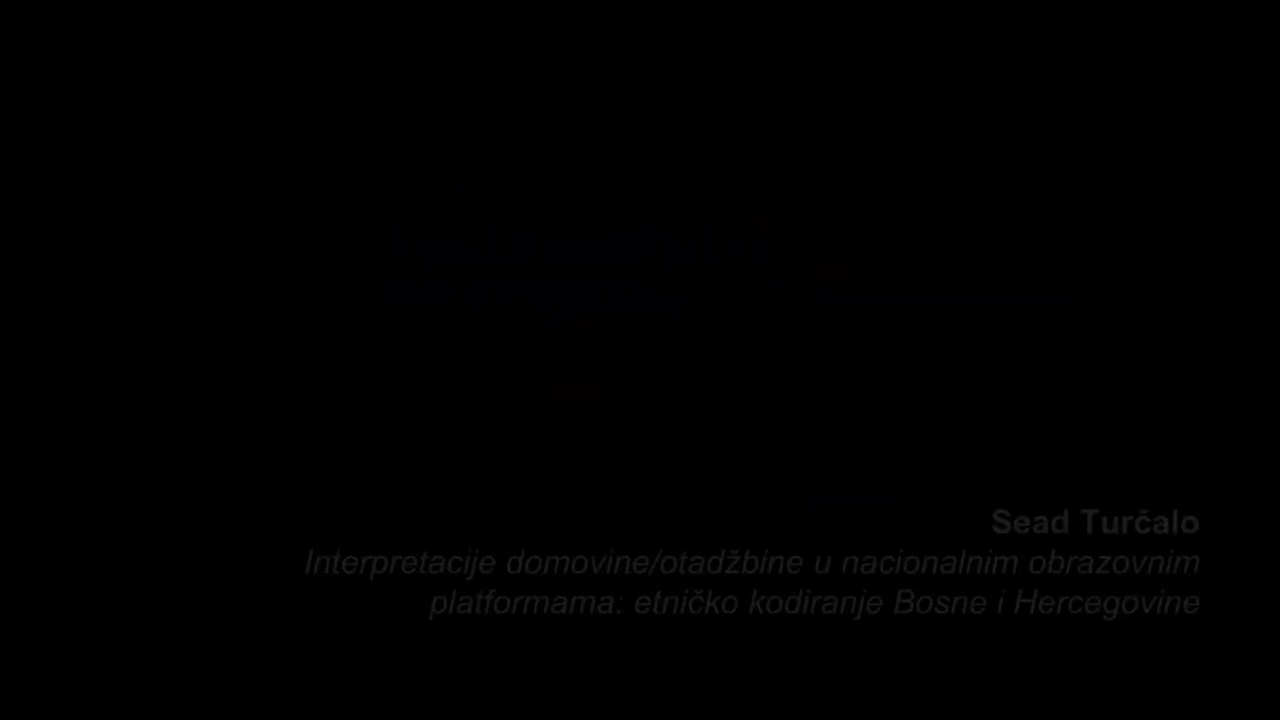 Sead Turčalo
Interpretacije domovine/otadžbine u nacionalnim obrazovnim
platformama: etničko kodiranje Bosne i Hercegovine